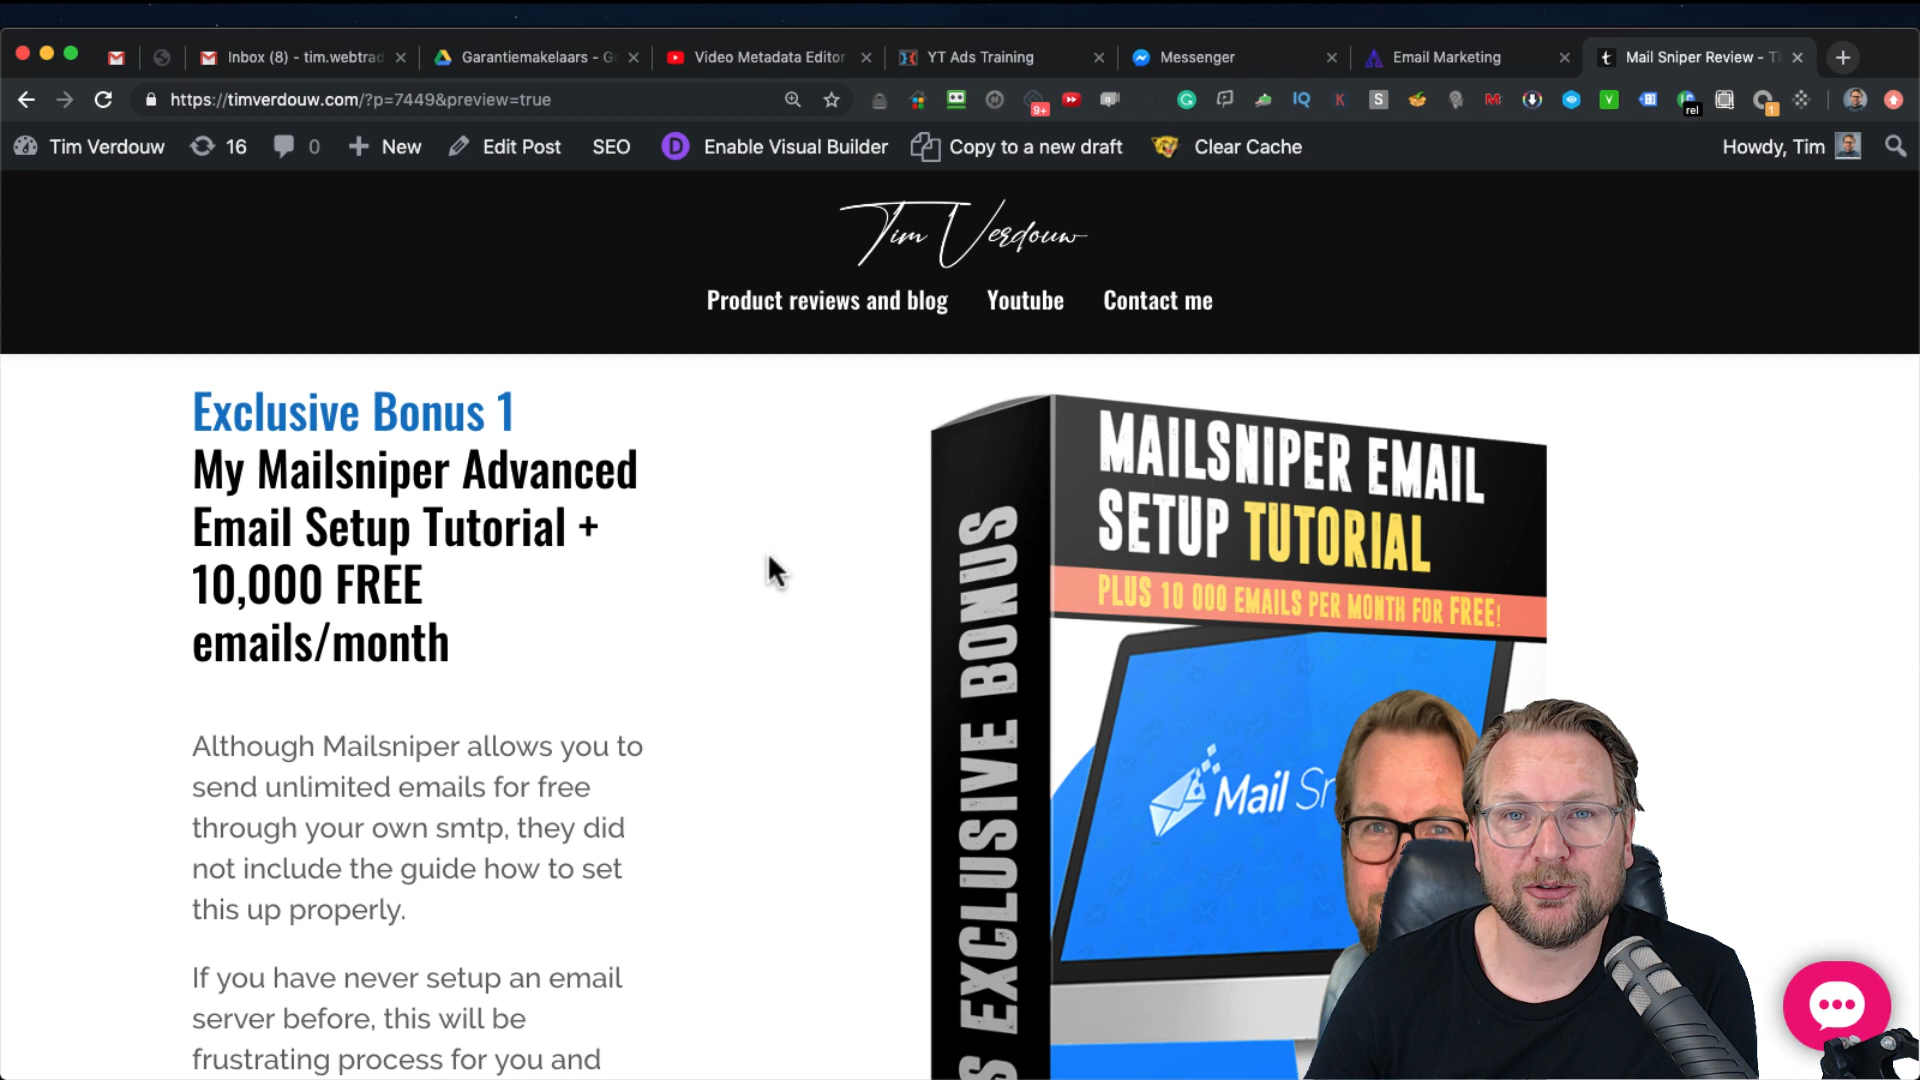 Inbox (8) - tim.webtrad
Garantiemakelaars - G
Video Metadata Editor
YT Ads Training
Messenger
Email Marketing
Mail Sniper Review - Ti
https://timverdouw.com/?p=7449&preview=true
9+
IQ
K
S
V
rel
1
Tim Verdouw
16
0
New
Edit Post
SEO
D
Enable Visual Builder
Copy to a new draft
Clear Cache
Howdy, Tim
Tim Verdouw
Product reviews and blog
Youtube
Contact me
Exclusive Bonus 1
My Mailsniper Advanced
Email Setup Tutorial +
10,000 FREE
emails/month
Although Mailsniper allows you to
send unlimited emails for free
through your own smtp, they did
not include the guide how to set
this up properly.
If you have never setup an email
server before, this will be
frustrating process for you and
MAILSNIPER EMAIL
SETUP TUTORIAL
PLUS 10 000 EMAILS PER MONTH FOR FREE!
S EXCLUSIVE BONUS
Mail Sn